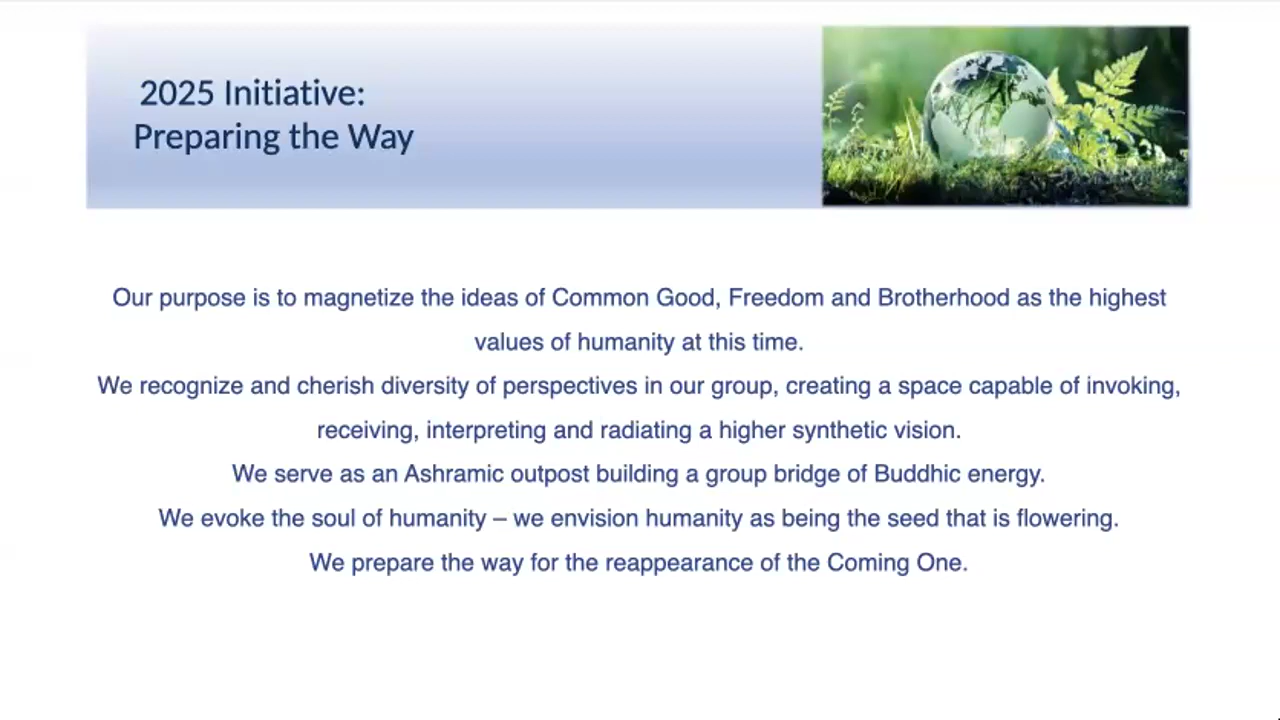 2025 Initiative:
Preparing the Way
Our purpose is to magnetize the ideas of Common Good, Freedom and Brotherhood as the highest
values of humanity at this time.
We recognize and cherish diversity of perspectives in our group, creating a space capable of invoking,
receiving, interpreting and radiating a higher synthetic vision.
We serve as an Ashramic outpost building a group bridge of Buddhic energy.
We evoke the soul of humanity – we envision humanity as being the seed that is flowering.
We prepare the way for the reappearance of the Coming One.